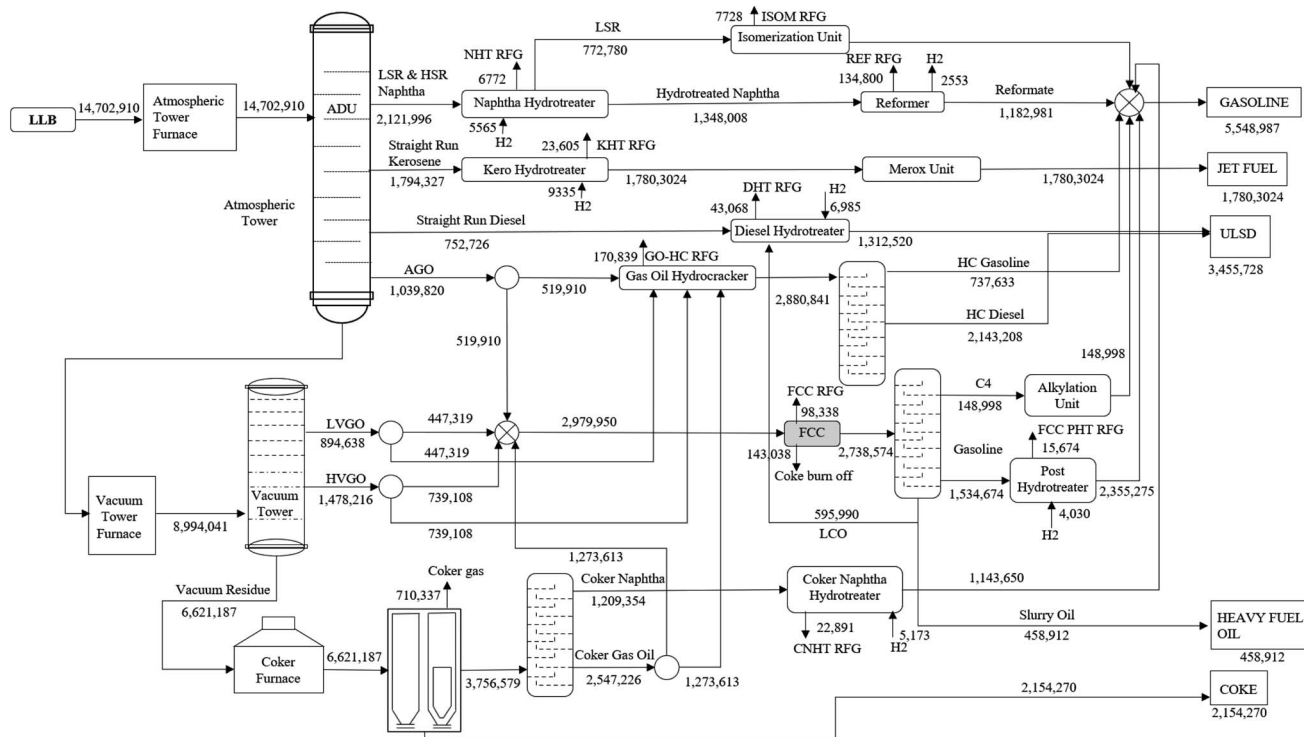 7728
ISOM RFG
LSR
772,780
Isomerization Unit
NHT RFG
6772
REF RFG
134,800
H2
2553
LLB
14,702,910
Atmospheric
Tower
Furnace
14,702,910
ADU
LSR & HSR
Naphtha
2,121,996
Naphtha Hydrotreater
5565
H2
Hydrotreated Naphtha
1,348,008
Reformer
Reformate
1,182,981
GASOLINE
5,548,987
23,605
KHT RFG
Straight Run
Kerosene
1,794,327
Kero Hydrotreater
9335
H2
1,780,3024
Merox Unit
1,780,3024
JET FUEL
1,780,3024
Atmospheric
Tower
Straight Run Diesel
752,726
DHT RFG
43,068
H2
6,985
Diesel Hydrotreater
1,312,520
ULSD
3,455,728
AGO
1,039,820
519,910
170,839
GO-HC RFG
Gas Oil Hydrocracker
2,880,841
HC Gasoline
737,633
HC Diesel
2,143,208
519,910
148,998
LVGO
894,638
447,319
447,319
2,979,950
FCC RFG
98,338
FCC
143,038
Coke burn off
2,738,574
C4
148,998
Alkylation
Unit
FCC PHT RFG
15,674
Gasoline
1,534,674
Post
Hydrotreater
2,355,275
4,030
H2
HVGO
1,478,216
739,108
739,108
Vacuum
Tower
Furnace
8,994,041
Vacuum
Tower
595,990
LCO
1,273,613
Vacuum Residue
6,621,187
Coker gas
710,337
Coker Naphtha
1,209,354
Coker Naphtha
Hydrotreater
1,143,650
22,891
CNHT RFG
5,173
H2
Slurry Oil
458,912
HEAVY FUEL
OIL
458,912
Coker
Furnace
6,621,187
3,756,579
Coker Gas Oil
2,547,226
1,273,613
2,154,270
COKE
2,154,270